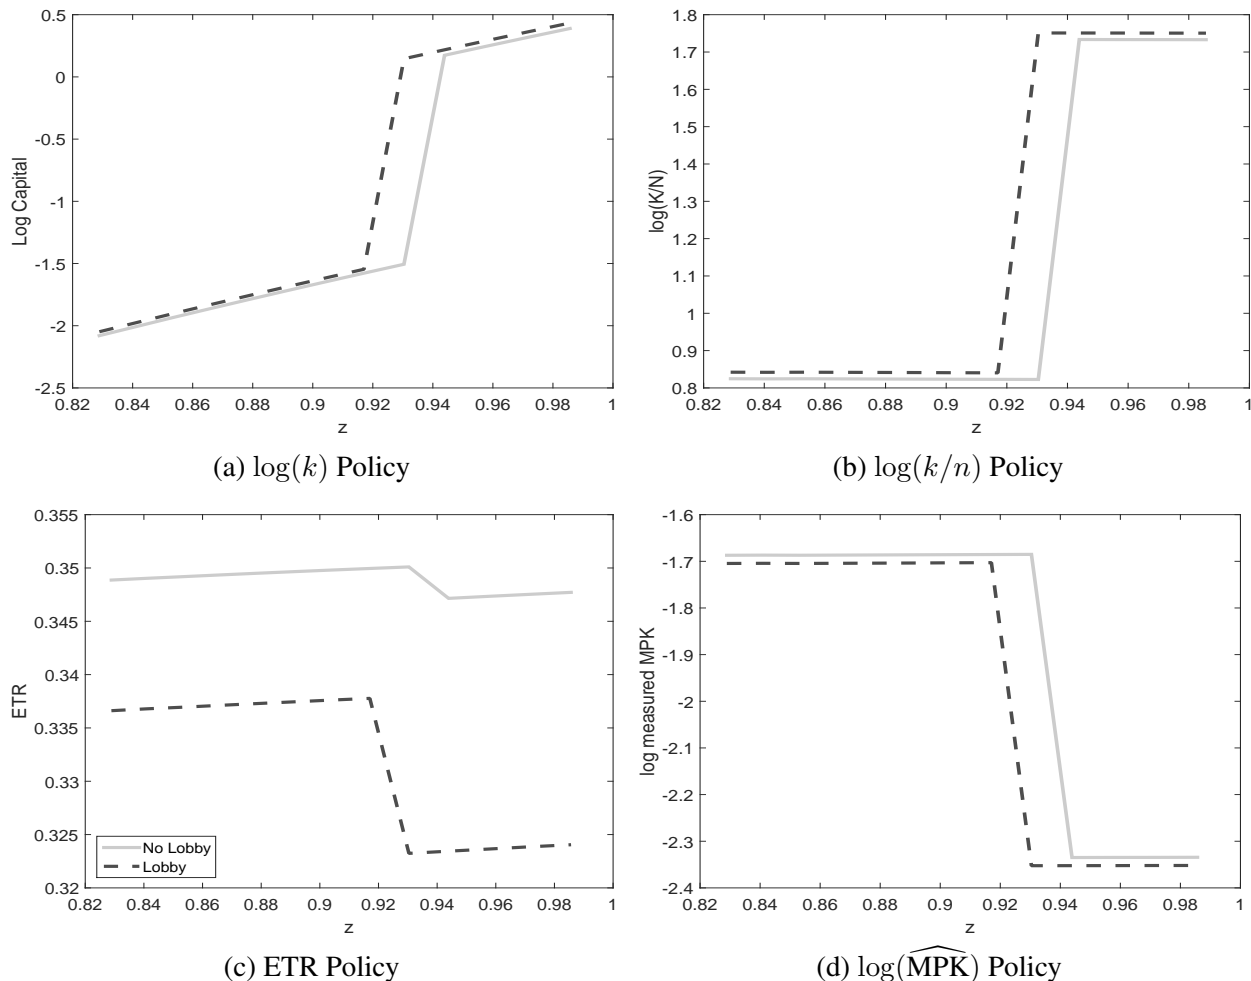 0.5
0
-0.5
-1
-1.5
-2
-2.5
Log Capital
0.82 0.84 0.86 0.88 0.9 0.92 0.94 0.96 0.98 1
z
(a) log(k) Policy
1.8
1.7
1.6
1.5
1.4
1.3
1.2
1.1
1
0.9
0.8
log(K/N)
0.82 0.84 0.86 0.88 0.9 0.92 0.94 0.96 0.98 1
z
(b) log(k/n) Policy
0.355
0.35
0.345
0.34
0.335
0.33
0.325
0.32
ETR
No Lobby
Lobby
0.82 0.84 0.86 0.88 0.9 0.92 0.94 0.96 0.98 1
z
(c) ETR Policy
-1.6
-1.7
-1.8
-1.9
-2
-2.1
-2.2
-2.3
-2.4
log measured MPK
0.82 0.84 0.86 0.88 0.9 0.92 0.94 0.96 0.98 1
z
(d) log(\widehat{MPK}) Policy